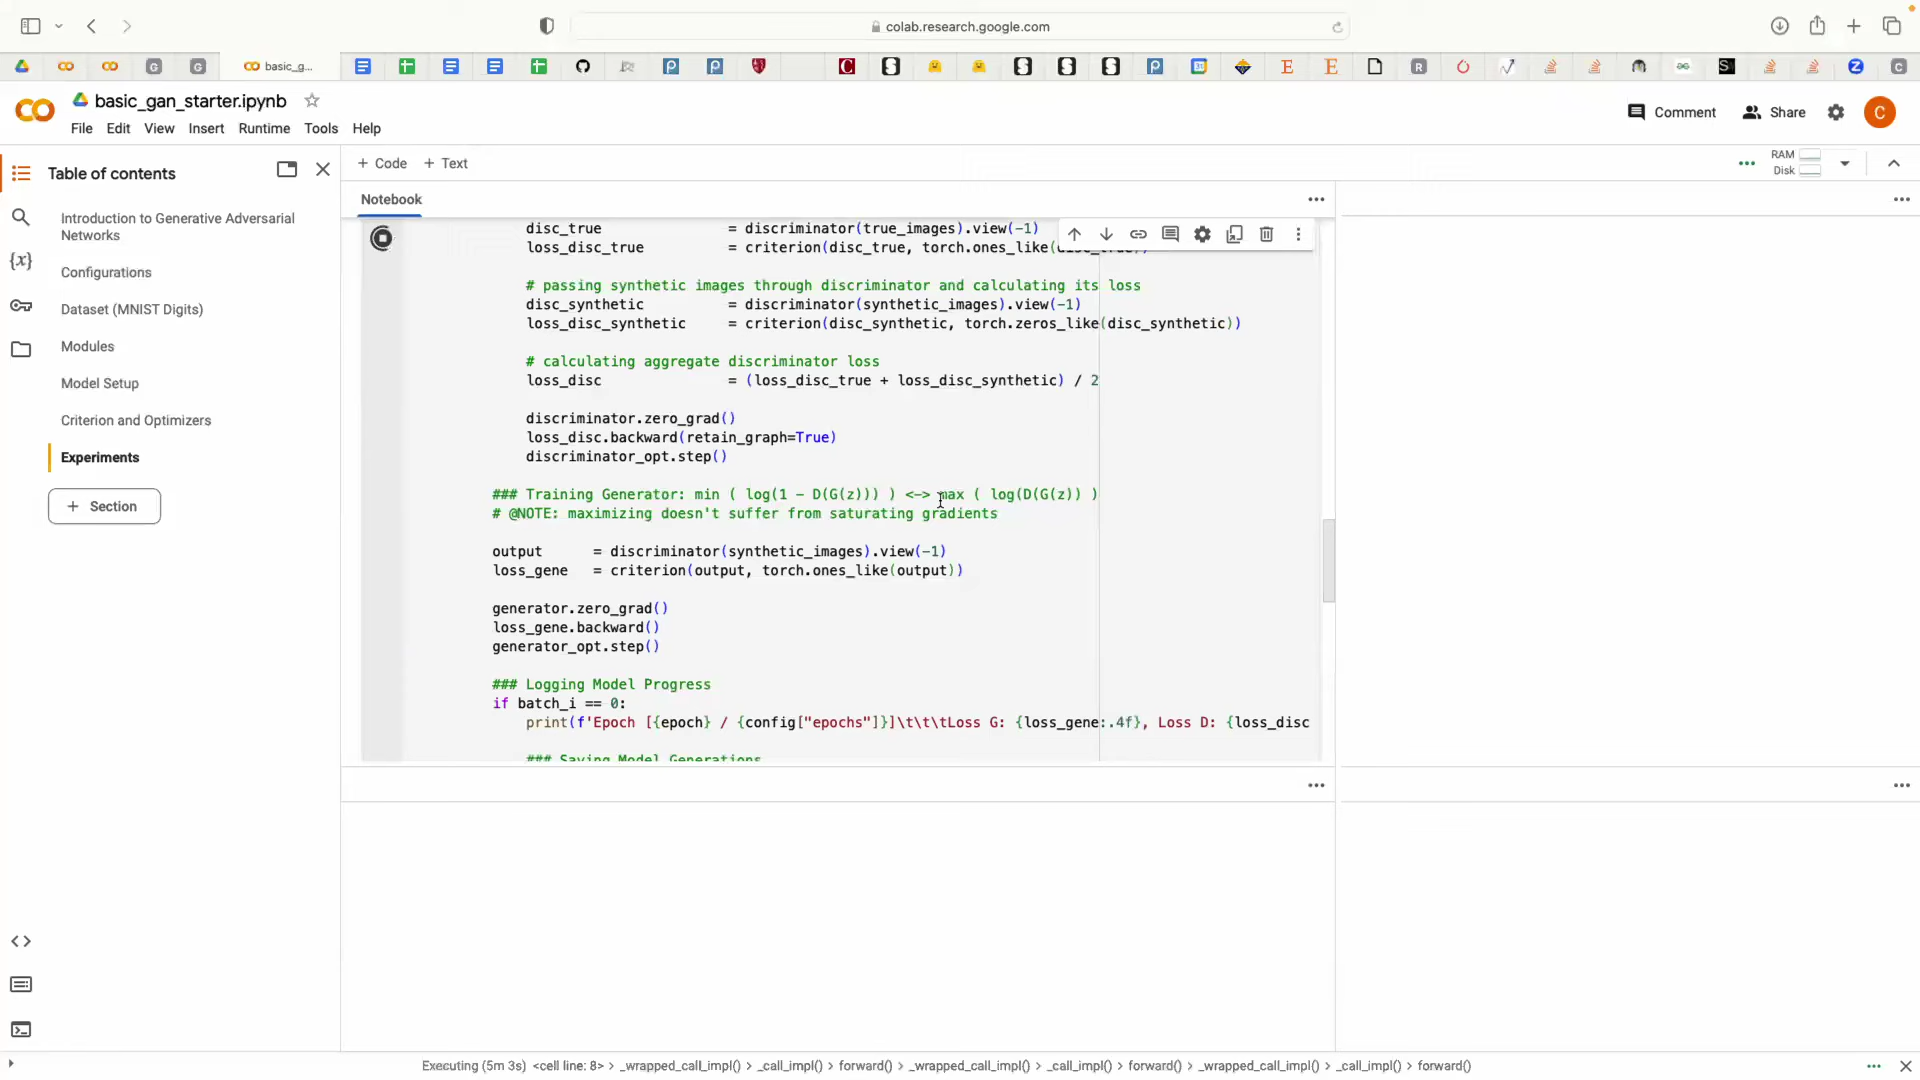 colab.research.google.com
basic_g...
basic_gan_starter.ipynb
Comment
Share
C
File Edit View Insert Runtime Tools Help
Table of contents
+ Code + Text
RAM
Disk
Introduction to Generative Adversarial
Networks
Configurations
Dataset (MNIST Digits)
Modules
Model Setup
Criterion and Optimizers
Experiments
+ Section
Notebook
disc_true = discriminator(true_images).view(-1)
loss_disc_true = criterion(disc_true, torch.ones_like(disc_true))
# passing synthetic images through discriminator and calculating its loss
disc_synthetic = discriminator(synthetic_images).view(-1)
loss_disc_synthetic = criterion(disc_synthetic, torch.zeros_like(disc_synthetic))
# calculating aggregate discriminator loss
loss_disc = (loss_disc_true + loss_disc_synthetic) / 2
discriminator.zero_grad()
loss_disc.backward(retain_graph=True)
discriminator_opt.step()
### Training Generator: min ( log(1 - D(G(z))) ) <-> max ( log(D(G(z)) )
# @NOTE: maximizing doesn't suffer from saturating gradients
output = discriminator(synthetic_images).view(-1)
loss_gene = criterion(output, torch.ones_like(output))
generator.zero_grad()
loss_gene.backward()
generator_opt.step()
### Logging Model Progress
if batch_i == 0:
print(f'Epoch [{epoch} / {config["epochs"]}]\t\t\tLoss G: {loss_gene:.4f}, Loss D: {loss_disc
### Saving Model Generations
Executing (5m 3s) <cell line: 8> > _wrapped_call_impl() > _call_impl() > forward() > _wrapped_call_impl() > _call_impl() > forward() > _wrapped_call_impl() > _call_impl() > forward()